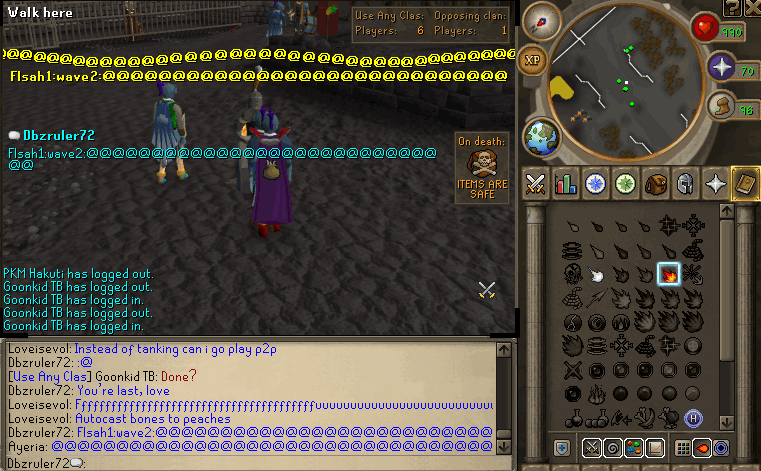 Walk here
Use Any Clas: Opposing clan:
Players: 6 Players: 1
@@@@@@@@@@@@@@@@@@@@@@@@@@@@@@@@@@@@@@
Flsah1:wave2:@@@@@@@@@@@@@@@@@@@@@@@@@@@@@
Dbzruler72
Flsah1:wave2:@@@@@@@@@@@@@@@@@@@@@@@@@@@
@@
On death:
ITEMS ARE
SAFE
XP
990
70
96
PKM Hakuti has logged out.
Goonkid TB has logged out.
Goonkid TB has logged in.
Goonkid TB has logged out.
Goonkid TB has logged in.
Loveisevol: Instead of tanking can i go play p2p
Dbzruler72: :@
[Use Any Clas] Goonkid TB: Done?
Dbzruler72: You're last, love
Loveisevol: Fffffffffffffffffffffffffffffffffffuuuuuuuuuuuuuuuuuuuuuuuuuu
Loveisevol: Autocast bones to peaches
Dbzruler72: Flsah1:wave2:@@@@@@@@@@@@@@@@@@@@@@@@@@
Ayeria: @@@@@@@@@@@@@@@@@@@@@@@@@@@@@@@@@@
Dbzruler72:
?
X
H